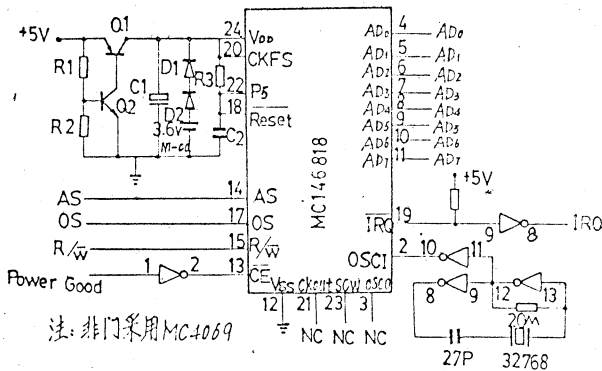 +5V
Q1
R1
Q2
R2
C1
D1
R3
D2
3.6V
M-cd
C2
24 VDD
20 CKFS
22 PS
18 Reset
MC146818
AD0 4 AD0
AD1 5 AD1
AD2 6 AD2
AD3 7 AD3
AD4 8 AD4
AD5 9 AD5
AD6 10 AD6
AD7 11 AD7
+5V
AS 14 AS
OS 17 OS
R/W 15 R/W
Power Good 1 2 13 CE
IRQ 19 9 8 IRQ
OSCI 2 10 11
8 9 12 13
20m
27P 32768
VSS CKout SQW OSCO
12 21 23 3
NC NC NC
注:非门采用MC4069